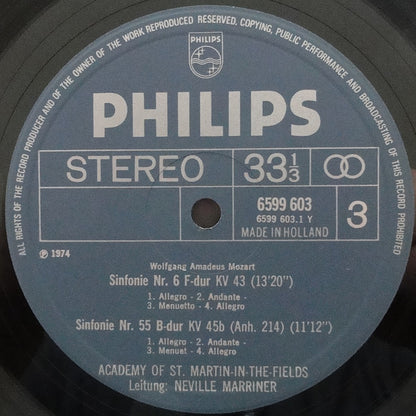 ALL RIGHTS OF THE RECORD PRODUCER AND OF THE OWNER OF THE WORK REPRODUCED RESERVED. COPYING, PUBLIC PERFORMANCE AND BROADCASTING OF THIS RECORD PROHIBITED
PHILIPS
PHILIPS
STEREO 33 1/3
6599 603
6599 603.1 Y
MADE IN HOLLAND
3
℗ 1974
Wolfgang Amadeus Mozart
Sinfonie Nr. 6 F-dur KV 43 (13'20'')
1. Allegro - 2. Andante -
3. Menuetto - 4. Allegro
Sinfonie Nr. 55 B-dur KV 45b (Anh. 214) (11'12'')
1. Allegro - 2. Andante -
3. Menuet - 4. Allegro
ACADEMY OF ST. MARTIN-IN-THE-FIELDS
Leitung: NEVILLE MARRINER